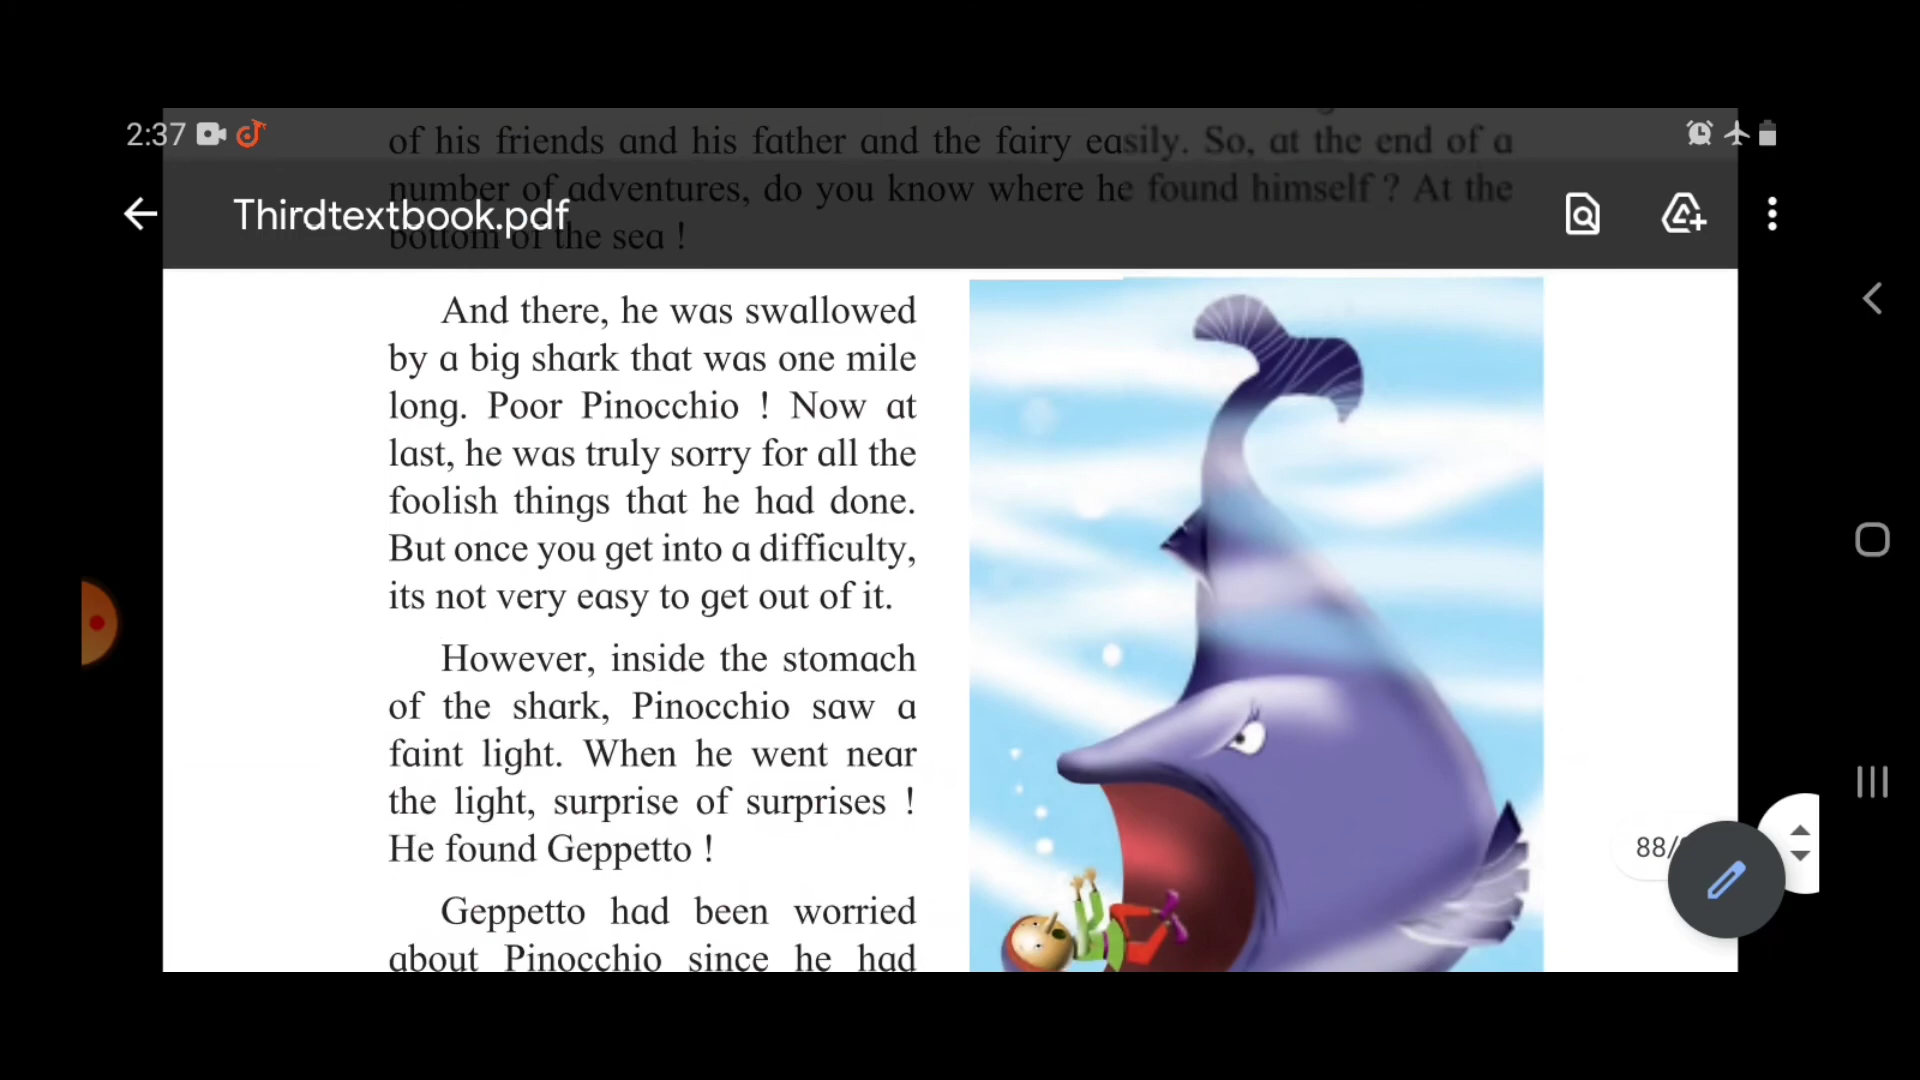 2:37
of his friends and his father and the fairy easily. So, at the end of a
number of adventures, do you know where he found himself ? At the
Thirdtextbook.pdf
bottom of the sea !
And there, he was swallowed
by a big shark that was one mile
long. Poor Pinocchio ! Now at
last, he was truly sorry for all the
foolish things that he had done.
But once you get into a difficulty,
its not very easy to get out of it.
However, inside the stomach
of the shark, Pinocchio saw a
faint light. When he went near
the light, surprise of surprises !
He found Geppetto !
88/
Geppetto had been worried
about Pinocchio since he had